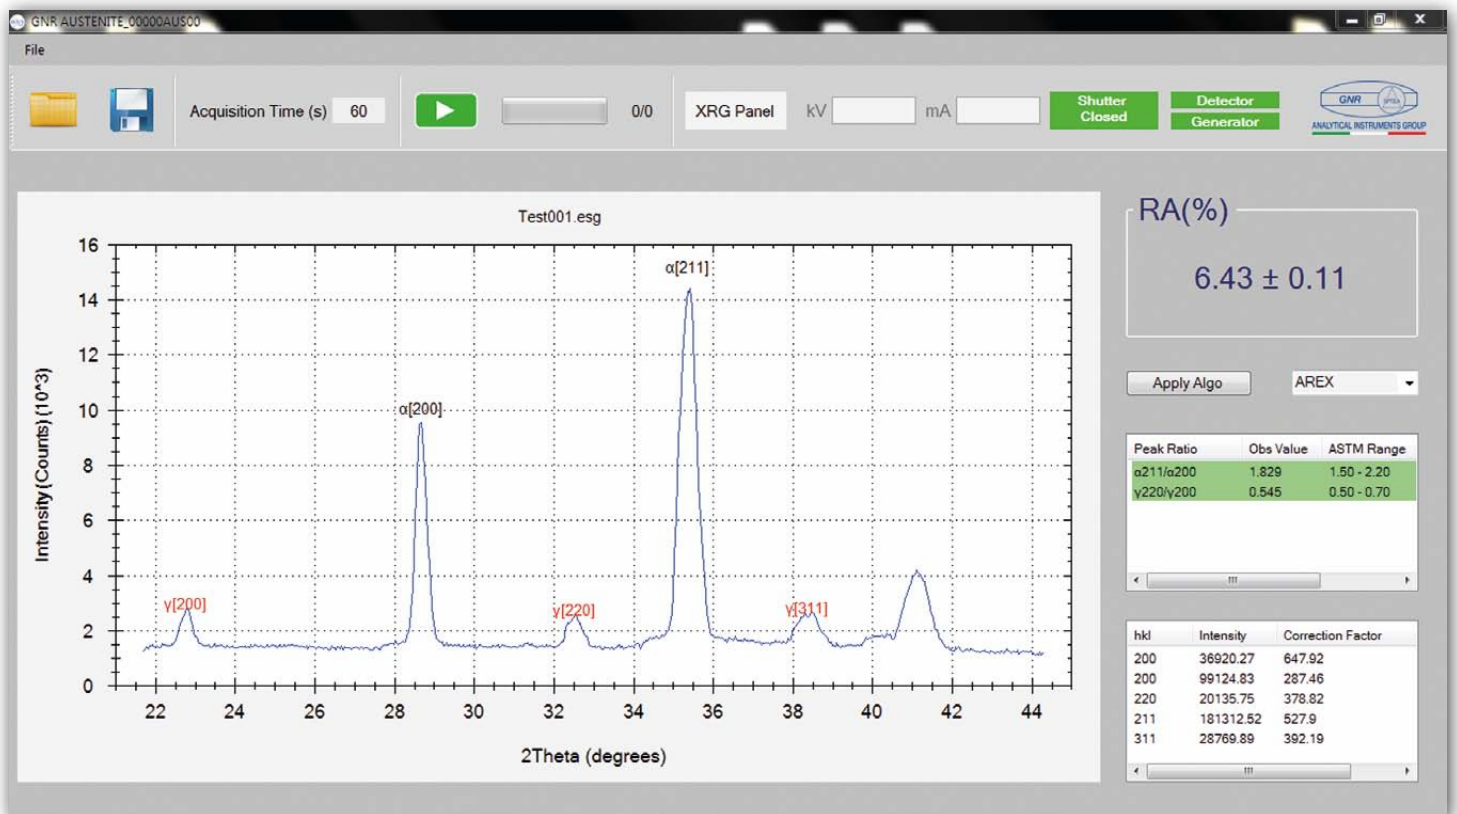 GNR AUSTENITE_00000AUS00
File
Acquisition Time (s) 60
0/0
XRG Panel
kV
mA
Shutter
Closed
Detector
Generator
GNR
ANALYTICAL INSTRUMENTS GROUP
Test001.esg
Intensity (Counts) (10^3)
16
14
12
10
8
6
4
2
0
α[211]
α[200]
γ[200]
γ[220]
γ[311]
22 24 26 28 30 32 34 36 38 40 42 44
2Theta (degrees)
RA(%)
6.43 ± 0.11
Apply Algo
AREX
Peak Ratio Obs Value ASTM Range
α211/α200 1.829 1.50 - 2.20
γ220/γ200 0.545 0.50 - 0.70
hkl Intensity Correction Factor
200 36920.27 647.92
200 99124.83 287.46
220 20135.75 378.82
211 181312.52 527.9
311 28769.89 392.19